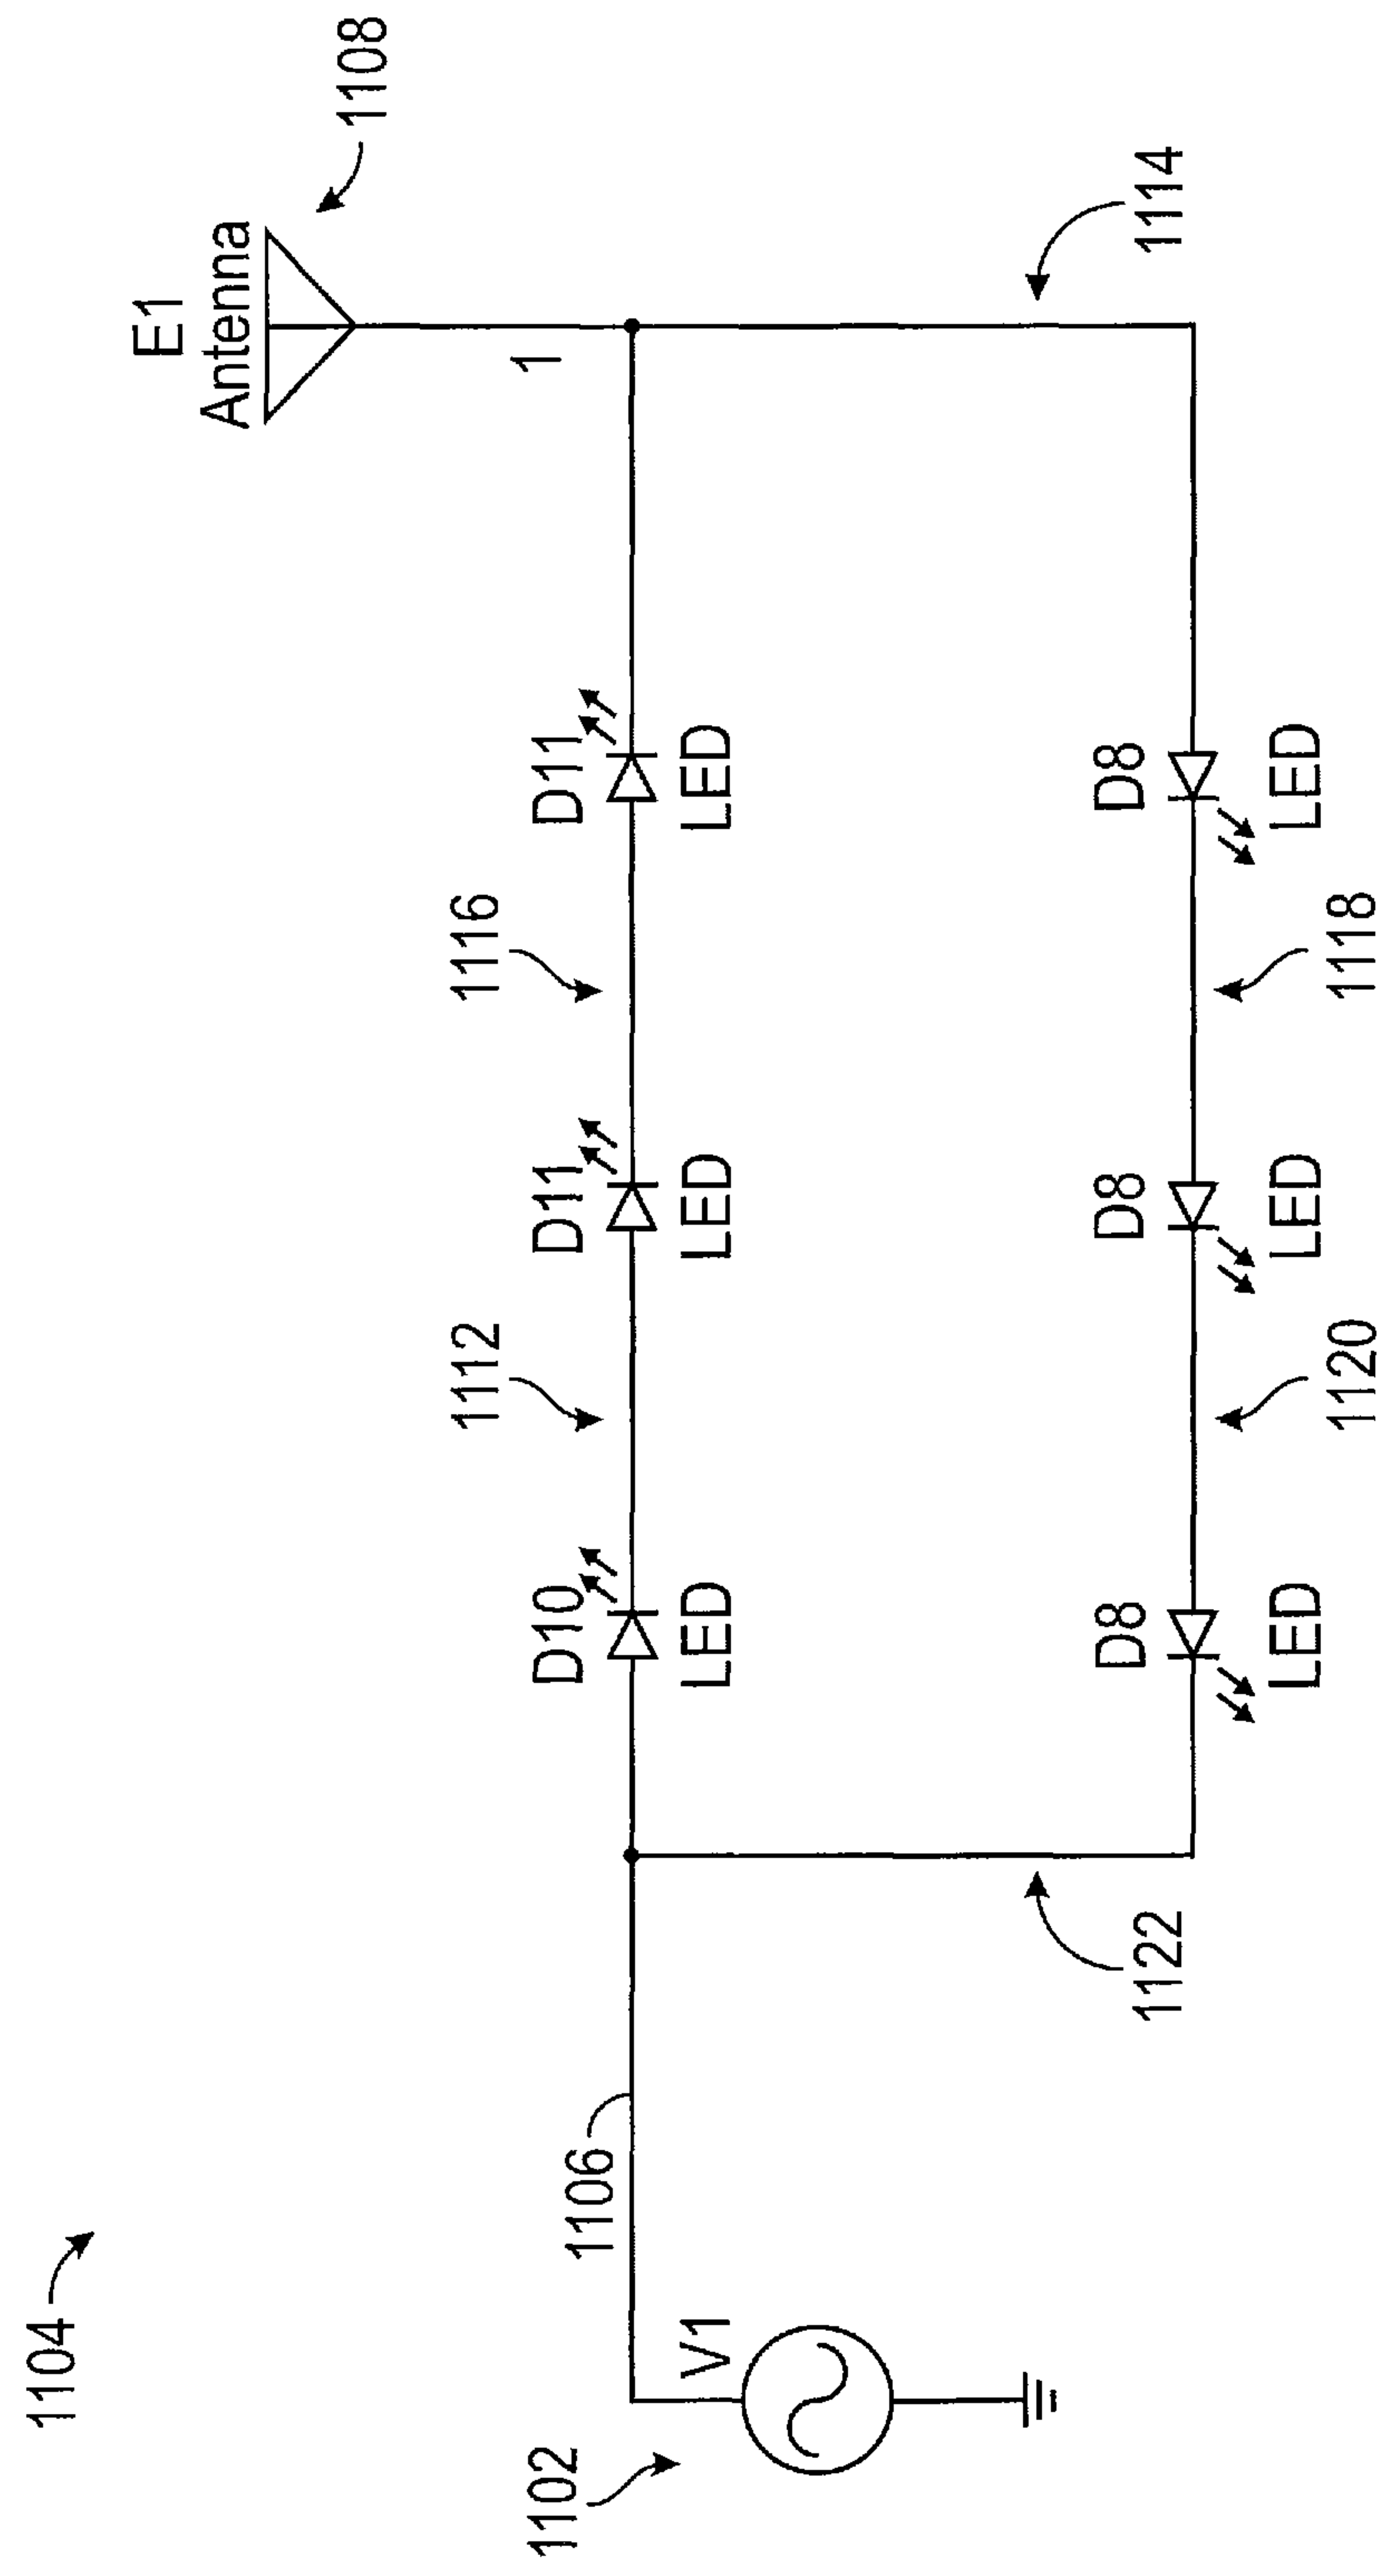 1104
E1
Antenna
1108
1
1116
1112
D10
D11
D11
LED
LED
LED
1106
1102
V1
1114
1122
D8
D8
D8
LED
LED
LED
1120
1118